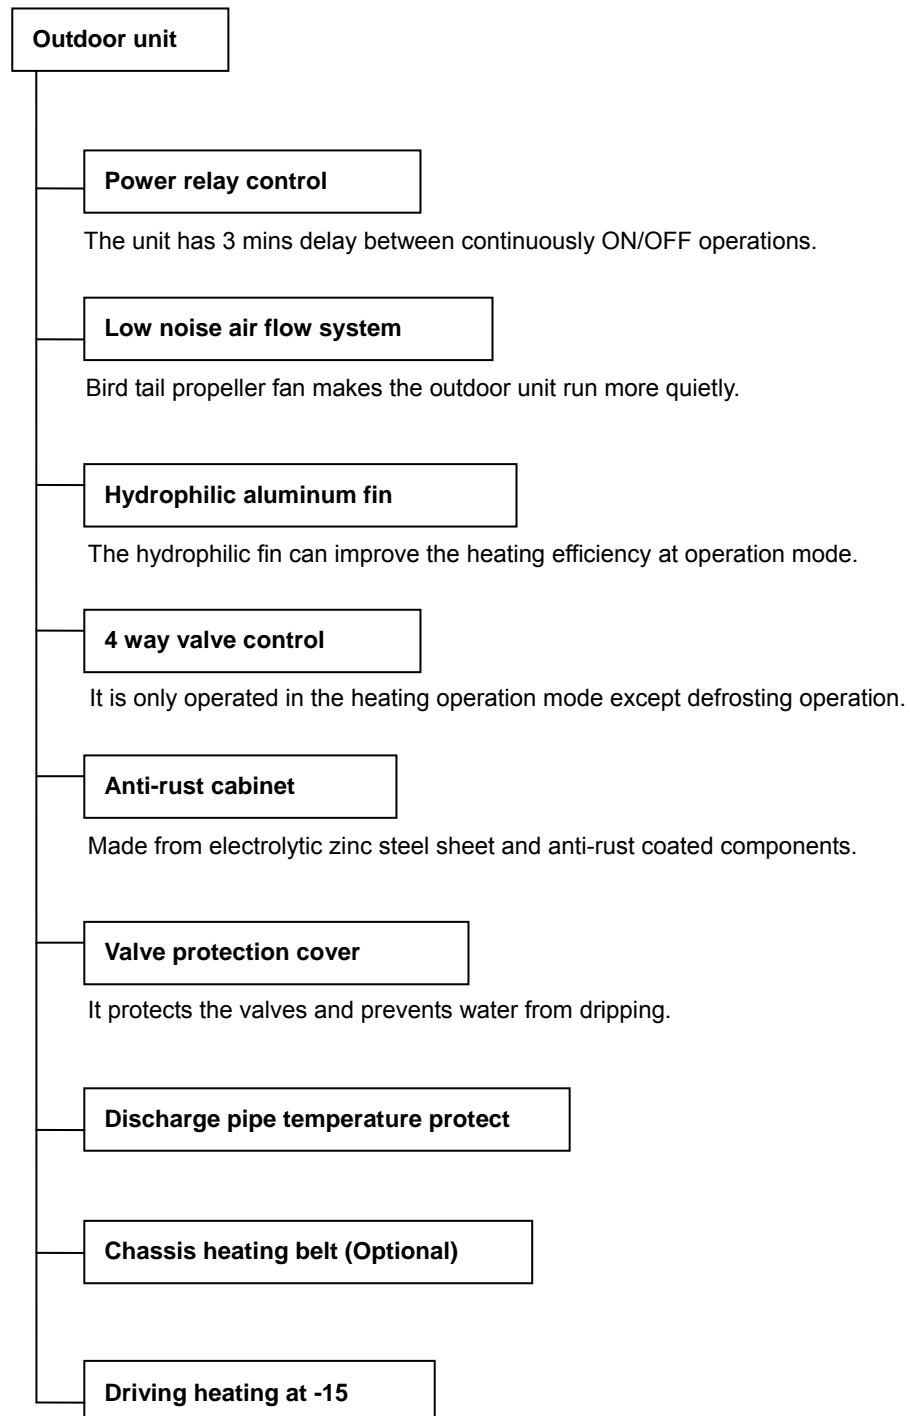 Outdoor unit
Power relay control
The unit has 3 mins delay between continuously ON/OFF operations.
Low noise air flow system
Bird tail propeller fan makes the outdoor unit run more quietly.
Hydrophilic aluminum fin
The hydrophilic fin can improve the heating efficiency at operation mode.
4 way valve control
It is only operated in the heating operation mode except defrosting operation.
Anti-rust cabinet
Made from electrolytic zinc steel sheet and anti-rust coated components.
Valve protection cover
It protects the valves and prevents water from dripping.
Discharge pipe temperature protect
Chassis heating belt (Optional)
Driving heating at -15